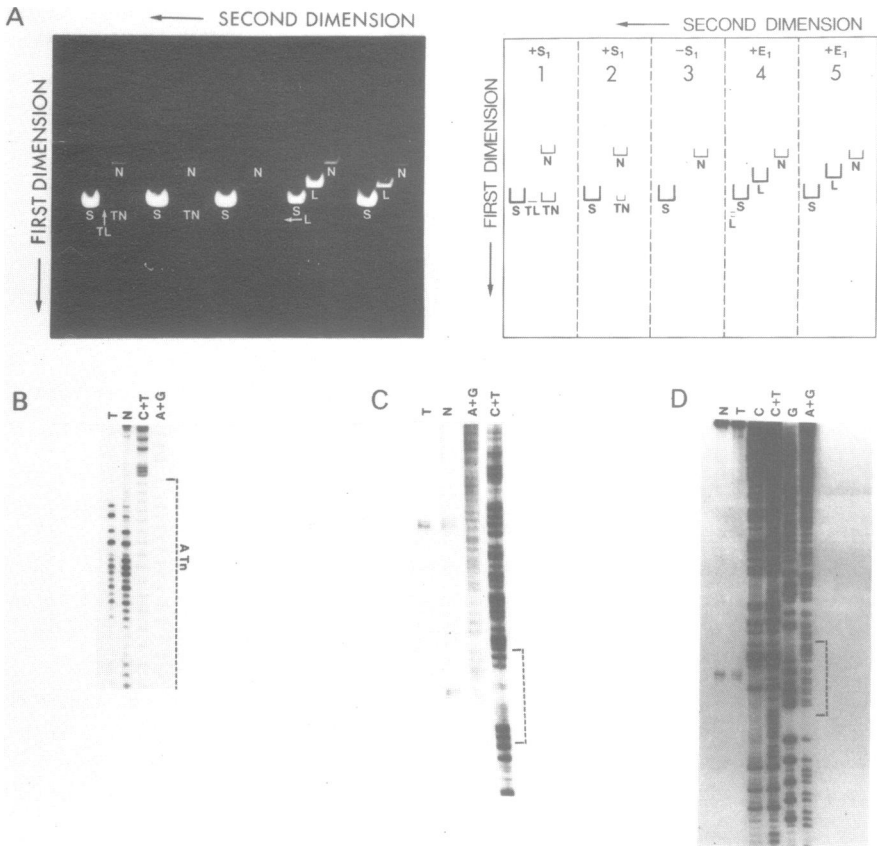 A
SECOND DIMENSION
FIRST DIMENSION
N N N N N
S S S S S
TL TN TN L L L
SECOND DIMENSION
FIRST DIMENSION
+S1 +S1 -S1 +E1 +E1
1 2 3 4 5
N N N N N
L L
S TL TN S TN S S S
L
B
T N C+T A+G
ATn
C
T N A+G C+T
D
N T C C+T G A+G